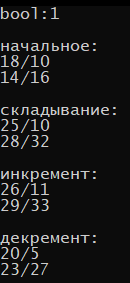 bool:1
начальное:
18/10
14/16
складывание:
25/10
28/32
инкремент:
26/11
29/33
декремент:
20/5
23/27